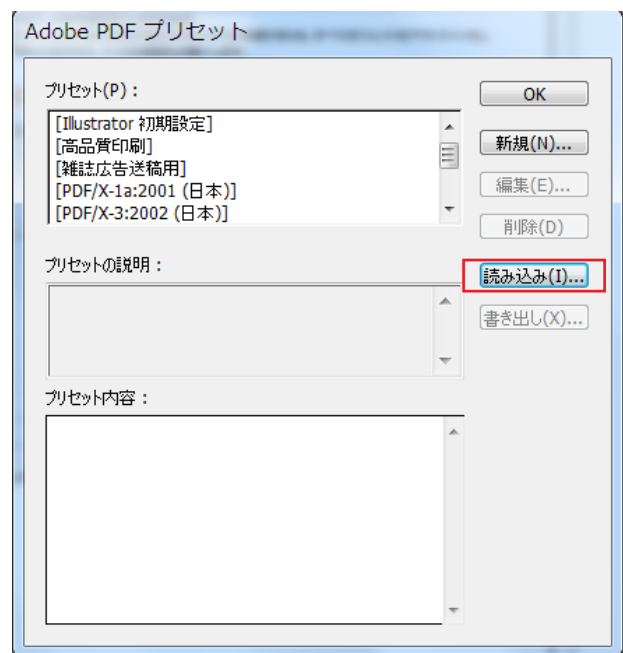 Adobe PDF プリセット
プリセット(P)：
[Illustrator 初期設定]
[高品質印刷]
[雑誌広告送稿用]
[PDF/X-1a:2001 (日本)]
[PDF/X-3:2002 (日本)]
OK
新規(N)...
編集(E)...
削除(D)
プリセットの説明：
読み込み(I)...
書き出し(X)...
プリセット内容：